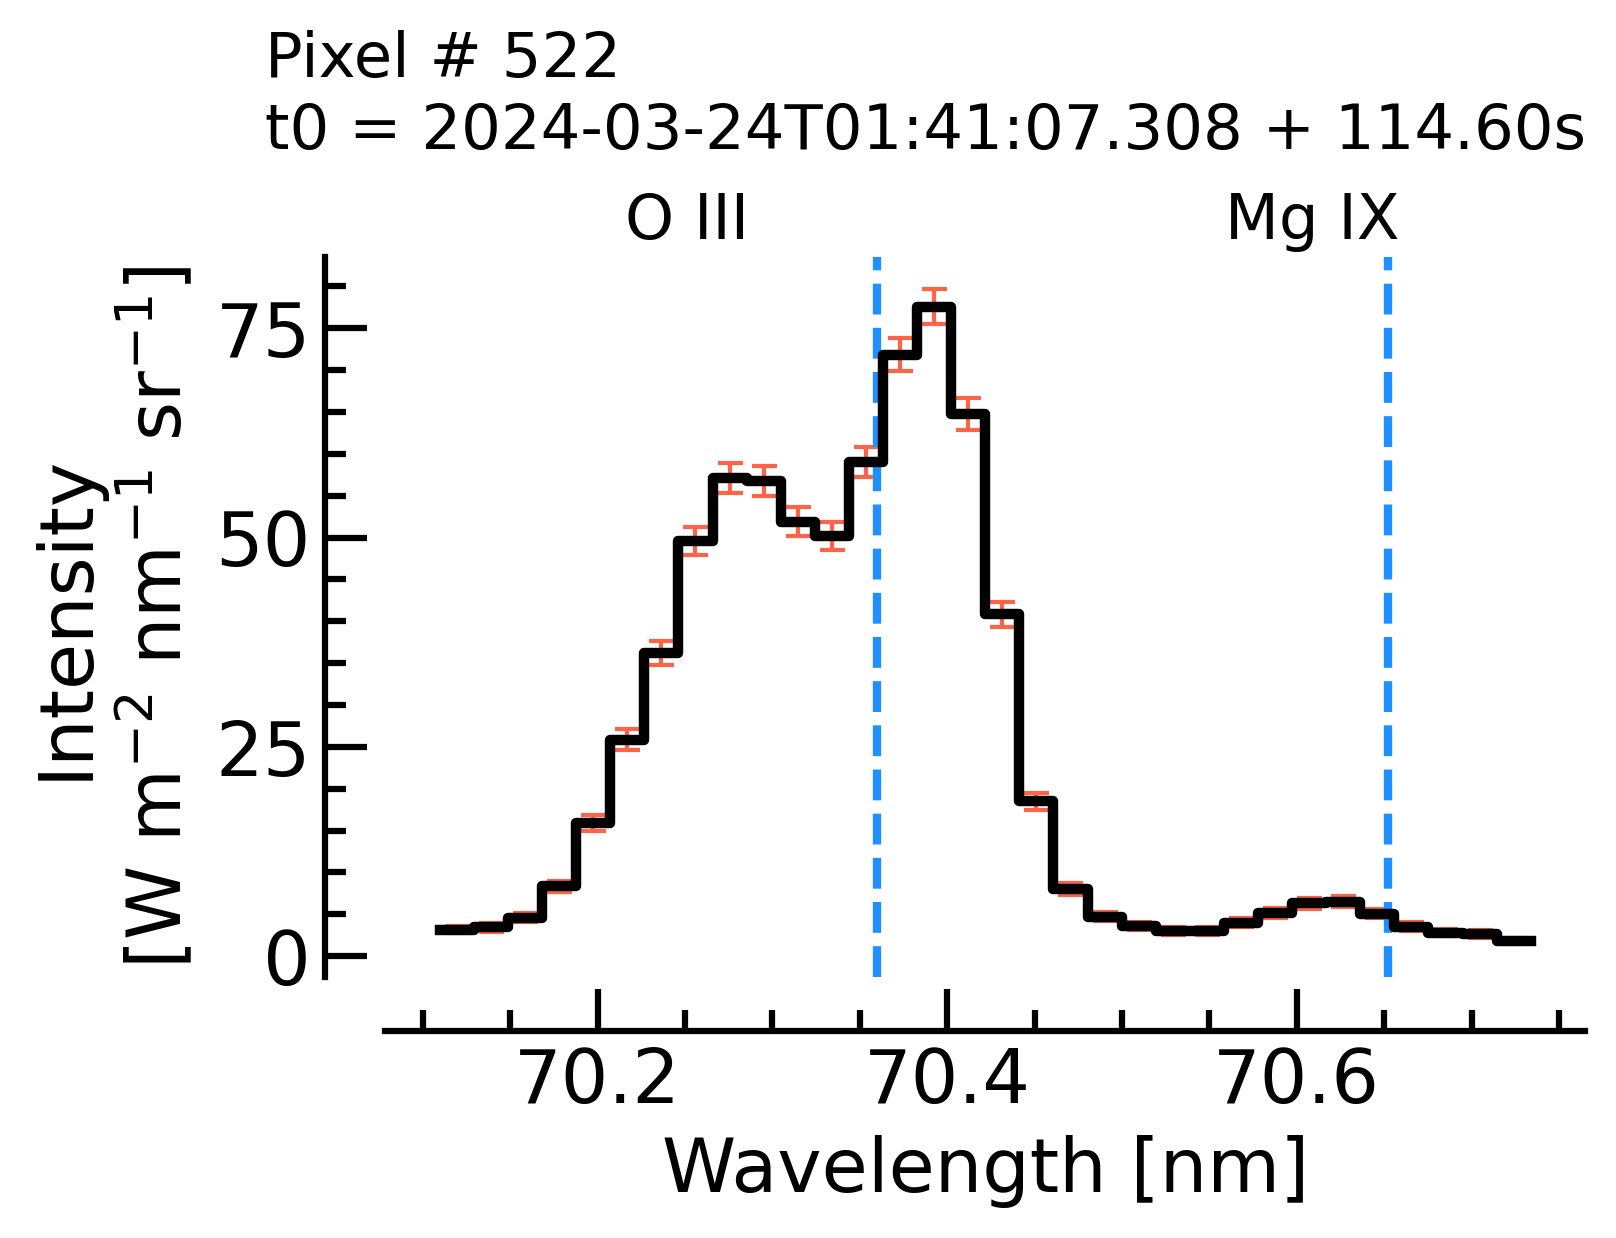 Pixel # 522
t0 = 2024-03-24T01:41:07.308 + 114.60s
O III Mg IX
Intensity
[W m⁻² nm⁻¹ sr⁻¹]
75
50
25
0
70.2 70.4 70.6
Wavelength [nm]